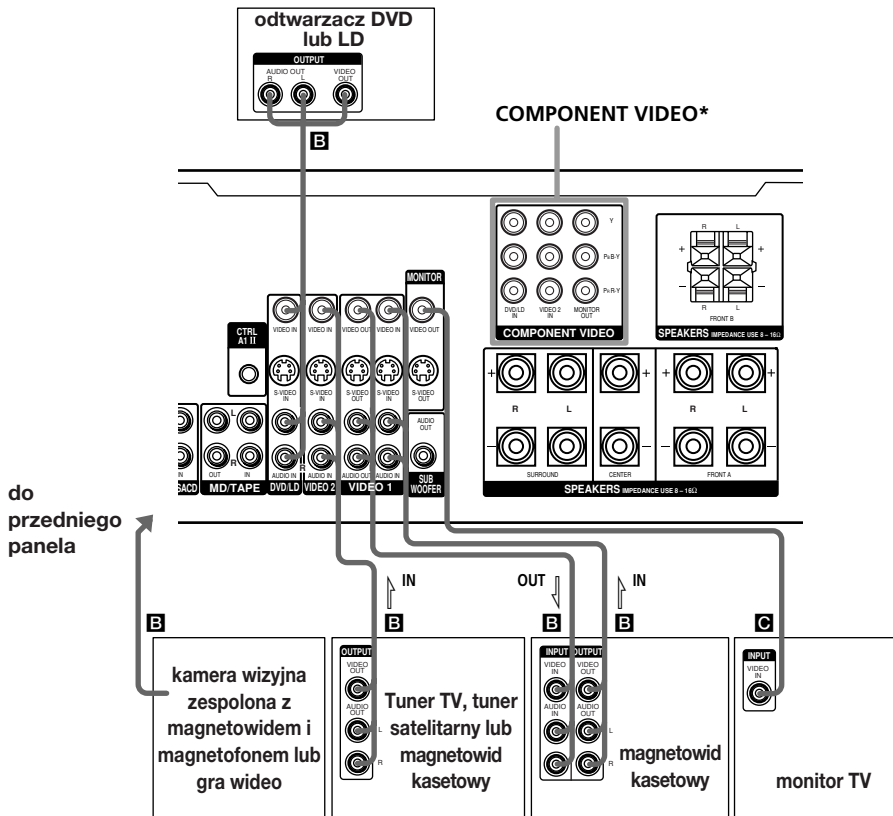 odtwarzacz DVD
lub LD
OUTPUT
AUDIO OUT
R L
VIDEO
OUT
B
COMPONENT VIDEO*
Y
PB/B-Y
PR/R-Y
DVD/LD
IN
VIDEO 2
IN
MONITOR
OUT
COMPONENT VIDEO
R L
+ +
– –
R L
FRONT B
SPEAKERS IMPEDANCE USE 8 – 16Ω
MONITOR
CTRL
A1 II
VIDEO IN
VIDEO IN
VIDEO OUT
VIDEO IN
VIDEO OUT
S-VIDEO
IN
S-VIDEO
IN
S-VIDEO
OUT
S-VIDEO
IN
S-VIDEO
OUT
AUDIO
OUT
L
R
R
IN
OUT
IN
AUDIO IN
AUDIO IN
AUDIO OUT
AUDIO IN
SACD
MD/TAPE
DVD/LD
VIDEO 2
VIDEO 1
SUB
WOOFER
+ + +
R L R L
– – –
SURROUND
CENTER
FRONT A
SPEAKERS IMPEDANCE USE 8 – 16Ω
do
przedniego
panela
IN
OUT
IN
B
B
B
B
C
kamera wizyjna
zespolona z
magnetowidem i
magnetofonem lub
gra wideo
OUTPUT
VIDEO
OUT
AUDIO
OUT
L
R
Tuner TV, tuner
satelitarny lub
magnetowid
kasetowy
INPUT
OUTPUT
VIDEO
IN
VIDEO
OUT
AUDIO
IN
AUDIO
OUT
L
R
magnetowid
kasetowy
INPUT
VIDEO
IN
monitor TV